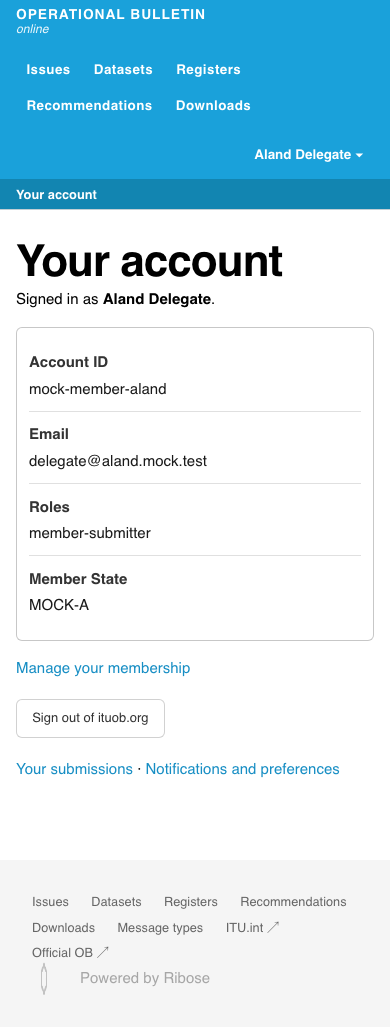 OPERATIONAL BULLETIN
online
Issues Datasets Registers
Recommendations Downloads
Aland Delegate
Your account
Your account
Signed in as Aland Delegate.
Account ID
mock-member-aland
Email
delegate@aland.mock.test
Roles
member-submitter
Member State
MOCK-A
Manage your membership
Sign out of ituob.org
Your submissions · Notifications and preferences
Issues Datasets Registers Recommendations
Downloads Message types ITU.int ↗
Official OB ↗
Powered by Ribose